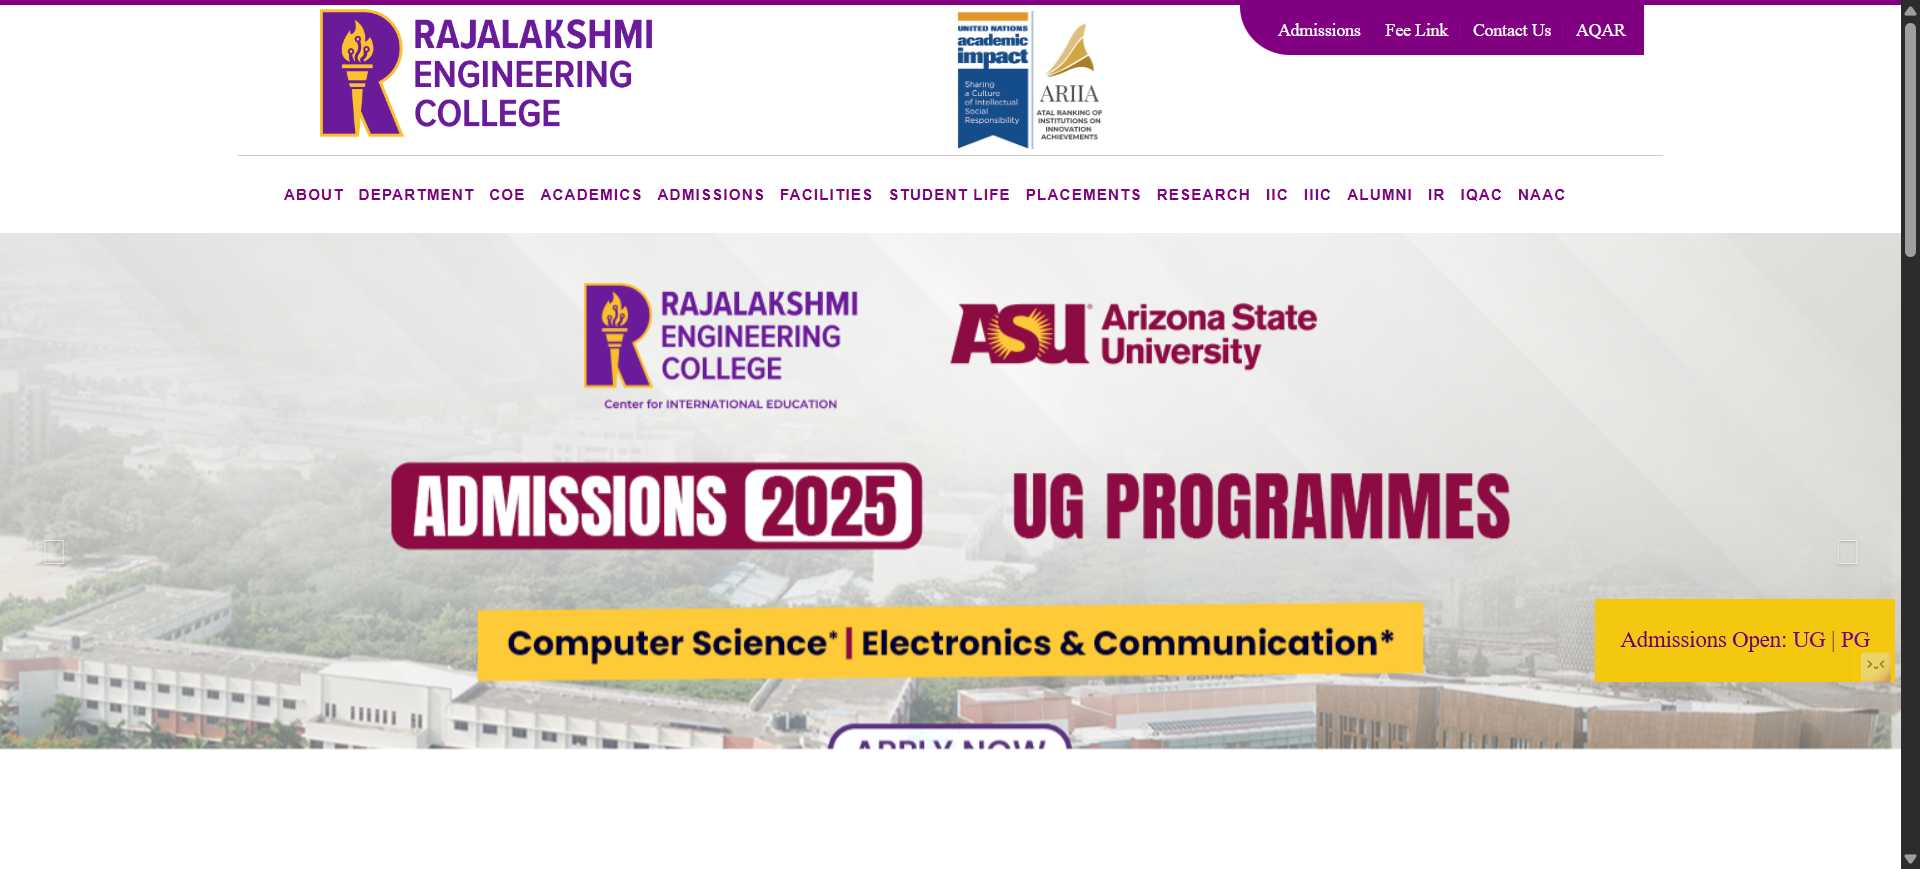 RAJALAKSHMI
ENGINEERING
COLLEGE
UNITED NATIONS
academic
impact
Sharing
a Culture
of Intellectual
Social
Responsibility
ARIIA
ATAL RANKING OF
INSTITUTIONS ON
INNOVATION
ACHIEVEMENTS
Admissions Fee Link Contact Us AQAR
ABOUT DEPARTMENT COE ACADEMICS ADMISSIONS FACILITIES STUDENT LIFE PLACEMENTS RESEARCH IIC IIIC ALUMNI IR IQAC NAAC
RAJALAKSHMI
ENGINEERING
COLLEGE
Center for INTERNATIONAL EDUCATION
ASU Arizona State
University
ADMISSIONS 2025 UG PROGRAMMES
Computer Science* | Electronics & Communication*
Admissions Open: UG | PG
APPLY NOW